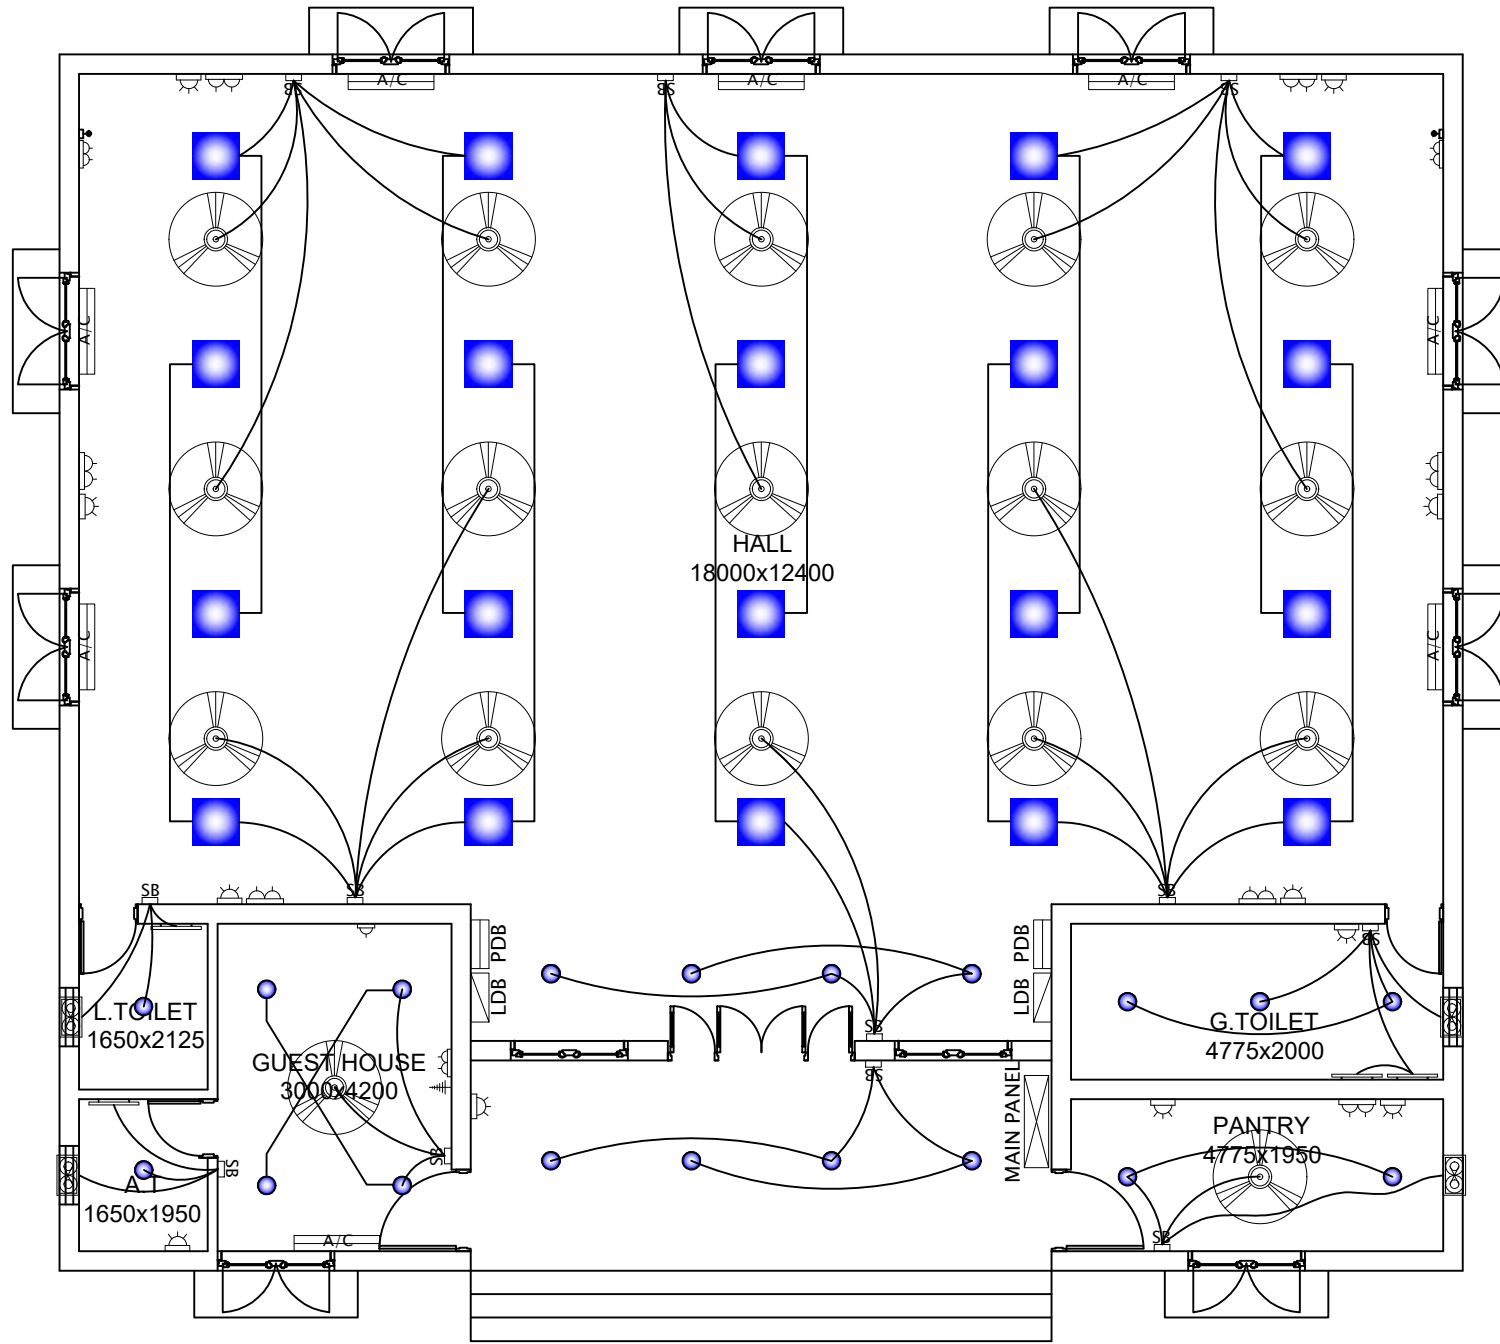 A/C
A/C
A/C
SB
SB
SB
A/C
A/C
HALL
18000x12400
A/C
A/C
SB
SB
SB
PDB
PDB
LDB
LDB
SB
L.TOILET
1650x2125
G.TOILET
4775x2000
SB
SB
GUEST HOUSE
3000x4200
MAIN PANEL
PANTRY
4775x1950
SB
SB
A.T
1650x1950
A/C
SB